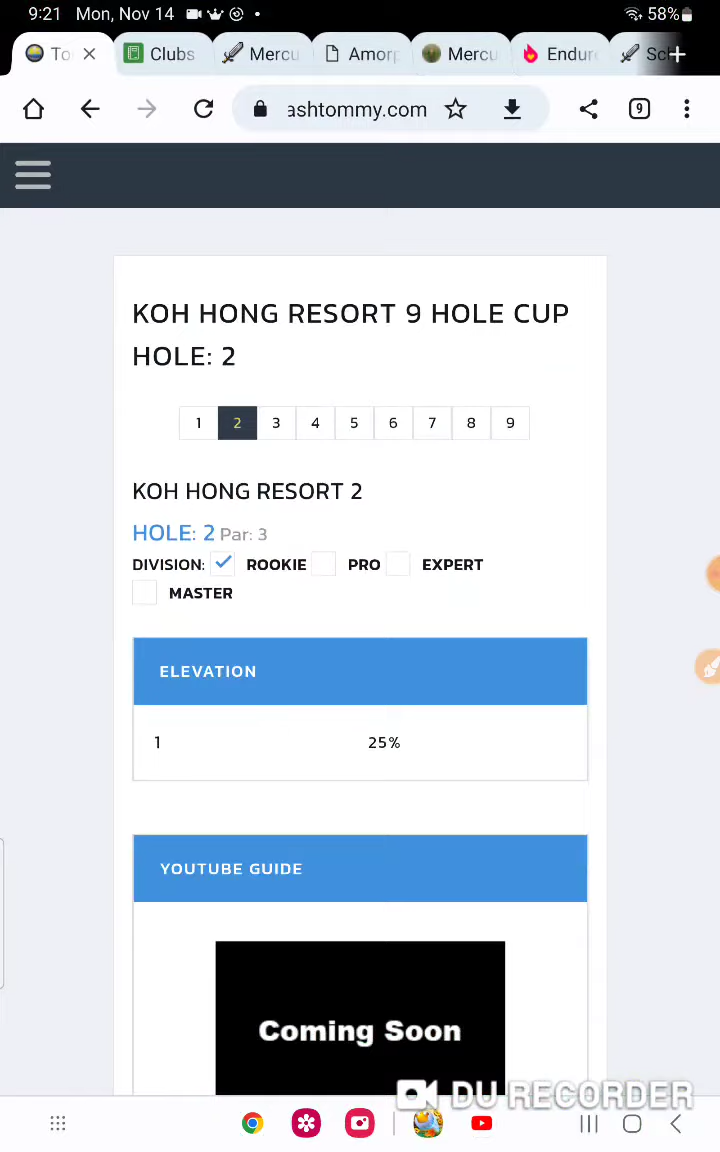 9:21 Mon, Nov 14 58%
To Clubs Mercu Amorp Mercu Endur Sc
ashtommy.com 9
KOH HONG RESORT 9 HOLE CUP
HOLE: 2
1 2 3 4 5 6 7 8 9
KOH HONG RESORT 2
HOLE: 2 Par: 3
DIVISION: ROOKIE PRO EXPERT
MASTER
ELEVATION
1 25%
YOUTUBE GUIDE
Coming Soon
DU RECORDER